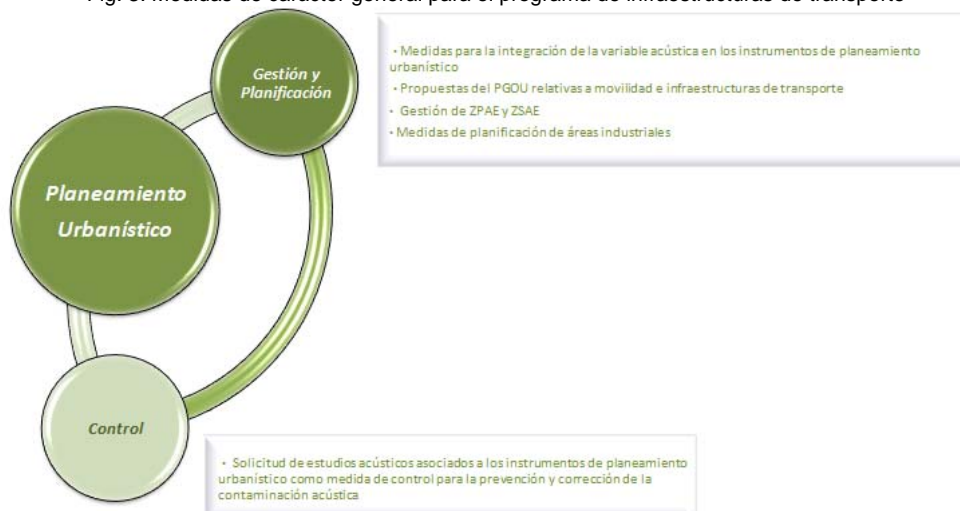 Fig. 3. Medidas de carácter general para el programa de infraestructuras de transporte
Gestión y
Planificación
• Medidas para la integración de la variable acústica en los instrumentos de planeamiento
urbanístico
• Propuestas del PGOU relativas a movilidad e infraestructuras de transporte
• Gestión de ZPAE y ZSAE
• Medidas de planificación de áreas industriales
Planeamiento
Urbanístico
Control
• Solicitud de estudios acústicos asociados a los instrumentos de planeamiento
urbanístico como medida de control para la prevención y corrección de la
contaminación acústica